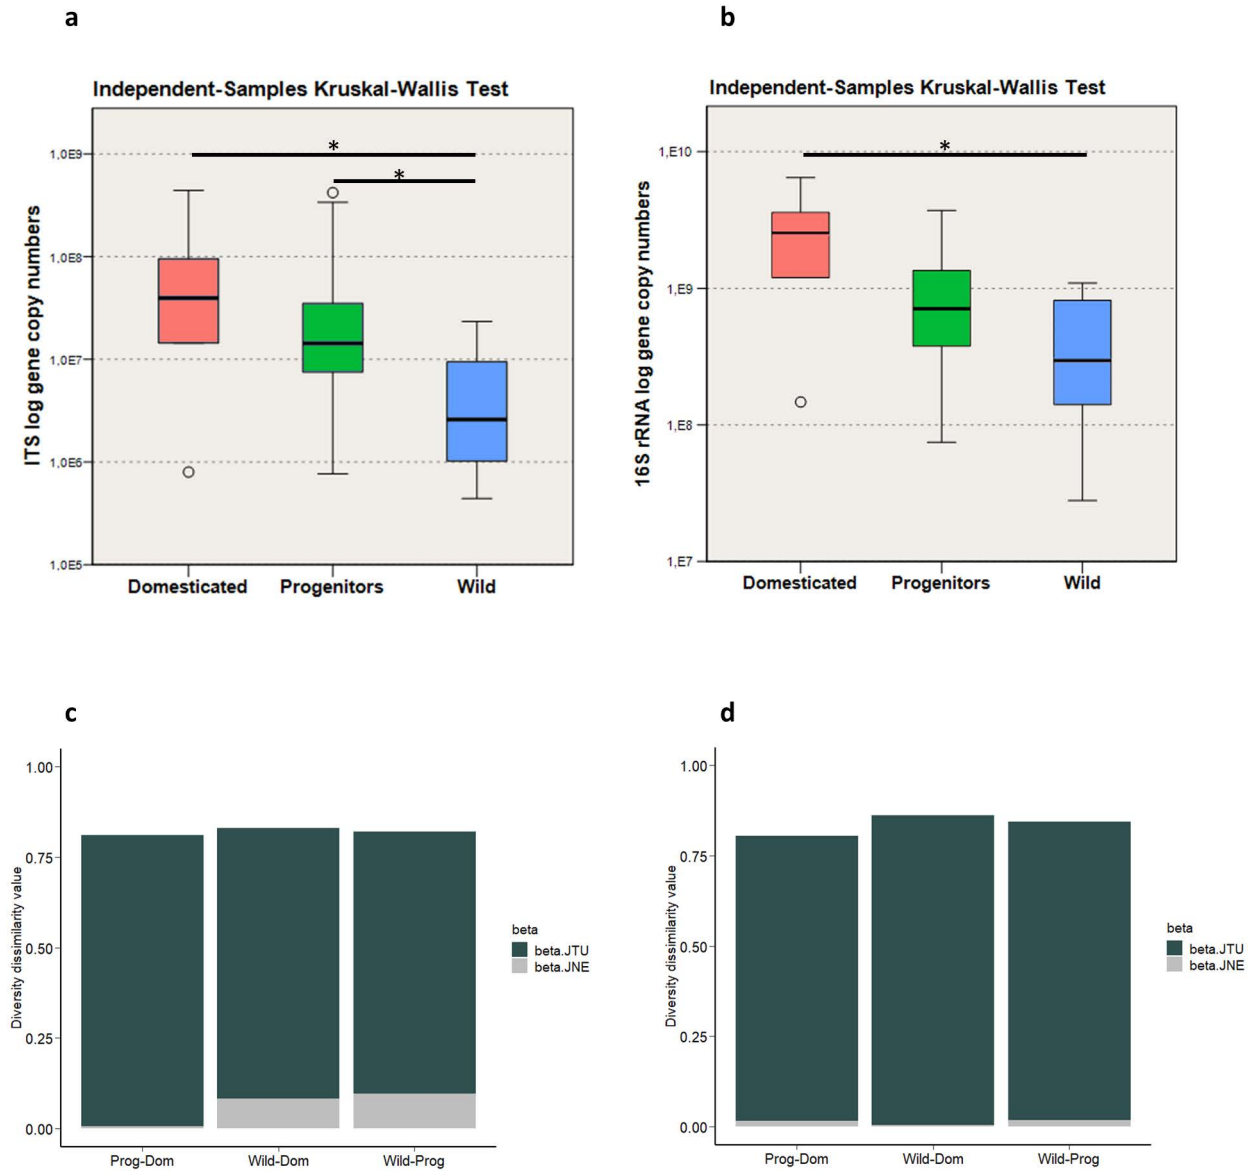 a
b
Independent-Samples Kruskal-Wallis Test
Independent-Samples Kruskal-Wallis Test
ITS log gene copy numbers
1,0E9
1,0E8
1,0E7
1,0E6
1,0E5
*
*
Domesticated Progenitors Wild
16S rRNA log gene copy numbers
1,E10
1,E9
1,E8
1,E7
*
Domesticated Progenitors Wild
c
d
Diversity dissimilarity value
1.00
0.75
0.50
0.25
0.00
Prog-Dom Wild-Dom Wild-Prog
beta
beta.JTU
beta.JNE
Diversity dissimilarity value
1.00
0.75
0.50
0.25
0.00
Prog-Dom Wild-Dom Wild-Prog
beta
beta.JTU
beta.JNE